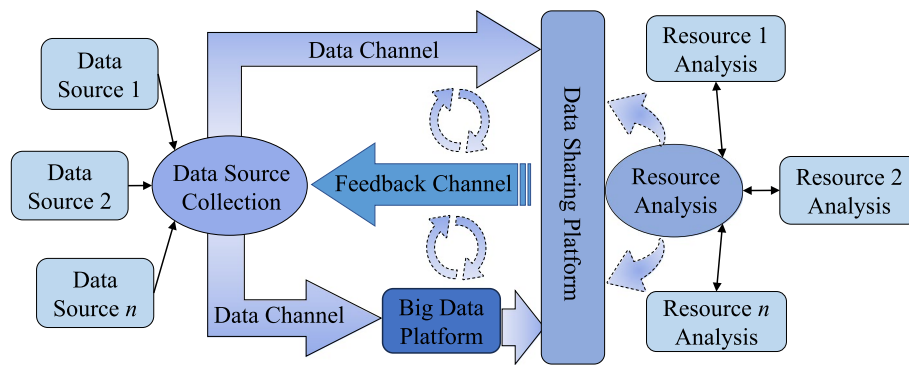 Data
Source 1
Data
Source 2
Data
Source n
Data Source
Collection
Data Channel
Feedback Channel
Data Channel
Big Data
Platform
Data Sharing Platform
Resource
Analysis
Resource 1
Analysis
Resource 2
Analysis
Resource n
Analysis